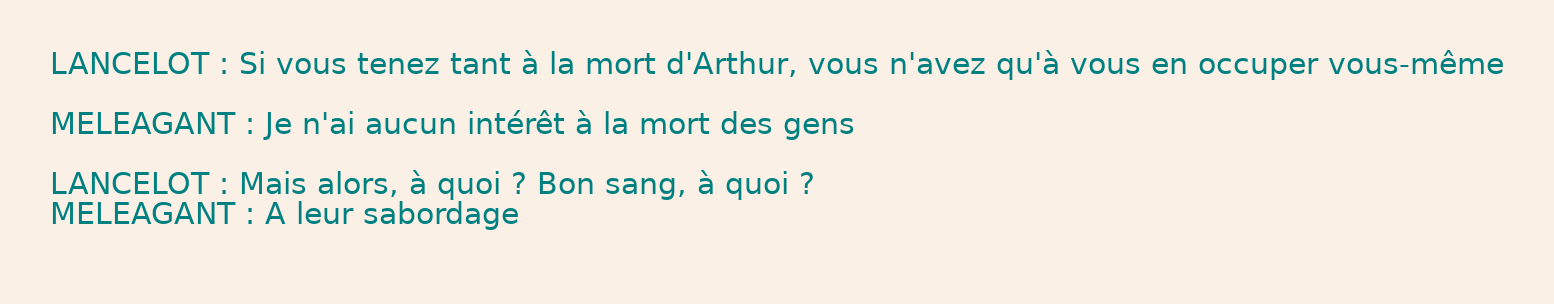 LANCELOT : Si vous tenez tant à la mort d'Arthur, vous n'avez qu'à vous en occuper vous-même
MELEAGANT : Je n'ai aucun intérêt à la mort des gens
LANCELOT : Mais alors, à quoi ? Bon sang, à quoi ?
MELEAGANT : A leur sabordage